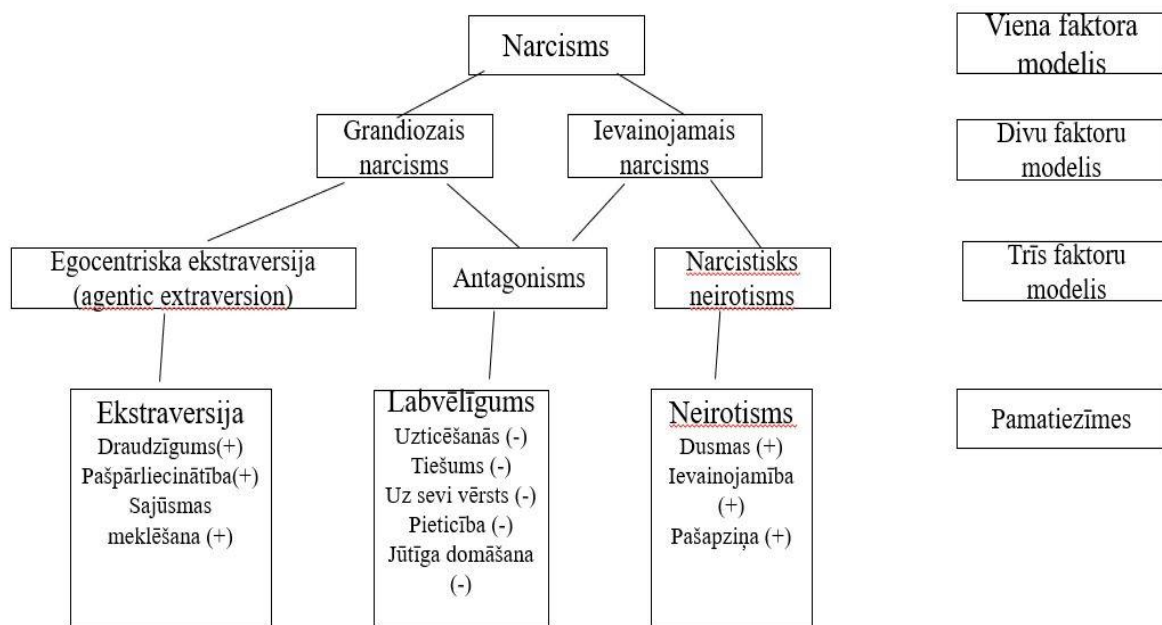 Narcisms
Viena faktora
modelis
Grandiozais
narcisms
Ievainojamais
narcisms
Divu faktoru
modelis
Egocentriska ekstraversija
(agentic extraversion)
Antagonisms
Narcistisks
neirotisms
Trīs faktoru
modelis
Ekstraversija
Draudzīgums(+)
Pašpārliecinātība(+)
Sajūsmas
meklēšana (+)
Labvēlīgums
Uzticēšanās (-)
Tiešums (-)
Uz sevi vērsts (-)
Pieticība (-)
Jūtīga domāšana
(-)
Neirotisms
Dusmas (+)
Ievainojamība
(+)
Pašapziņa (+)
Pamatiezīmes